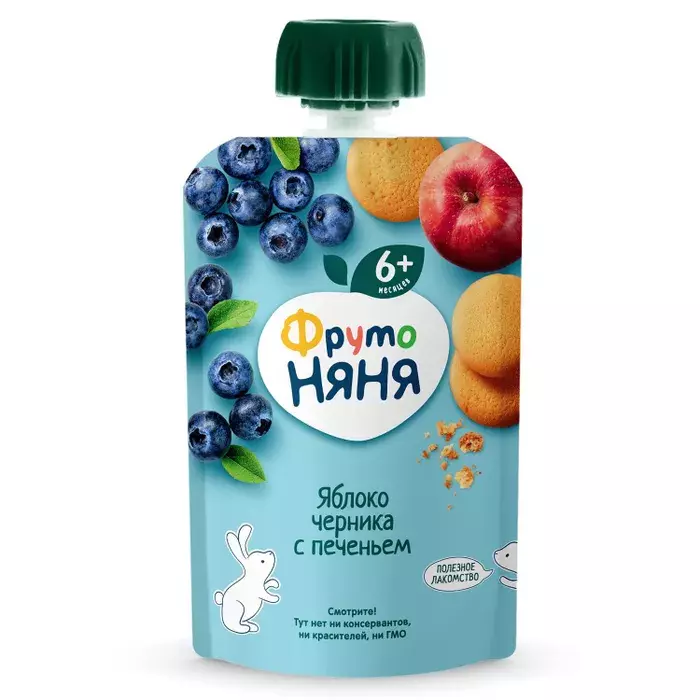 6+
месяцев
Фруто
Няня
Яблоко
черника
с печеньем
ПОЛЕЗНОЕ
ЛАКОМСТВО
Смотрите!
Тут нет ни консервантов,
ни красителей, ни ГМО